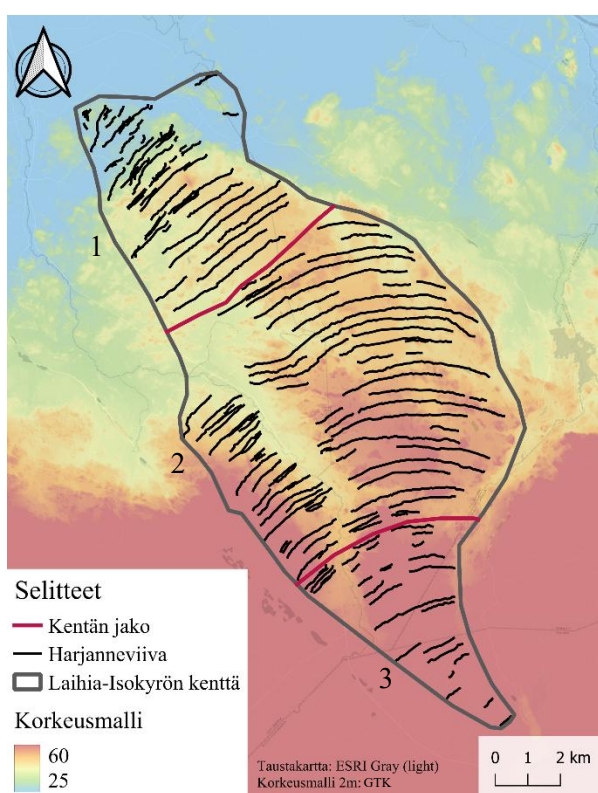 1
2
3
Selitteet
Kentän jako
Harjanneviiva
Laihia-Isokyrön kenttä
Korkeusmalli
60
25
Taustakartta: ESRI Gray (light)
Korkeusmalli 2m: GTK
0 1 2 km